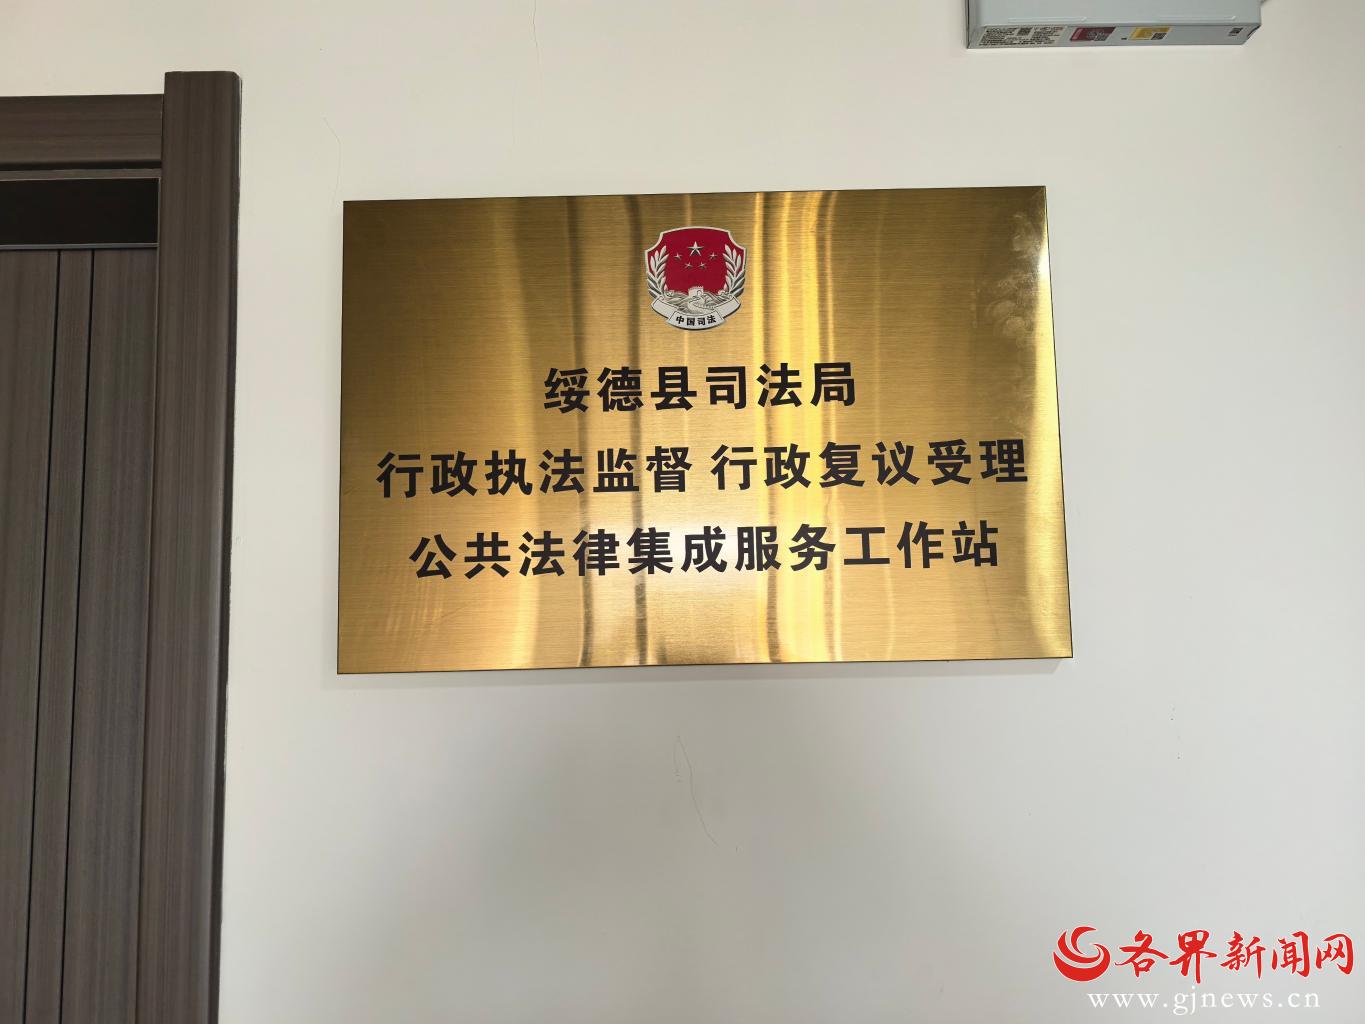 中国司法
绥德县司法局
行政执法监督 行政复议受理
公共法律集成服务工作站
各界新闻网
www.gjnews.cn